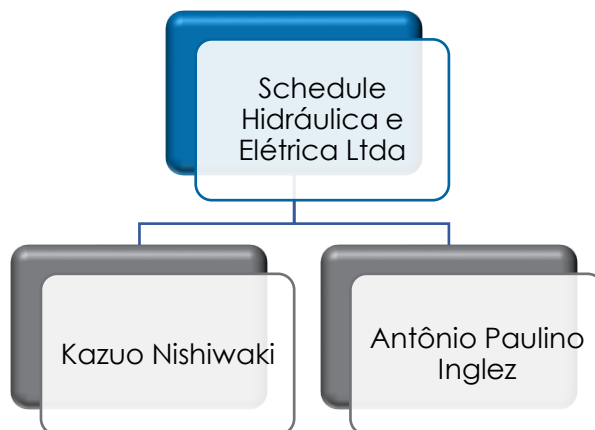 Schedule
Hidráulica e
Elétrica Ltda
Kazuo Nishiwaki
Antônio Paulino
Inglez